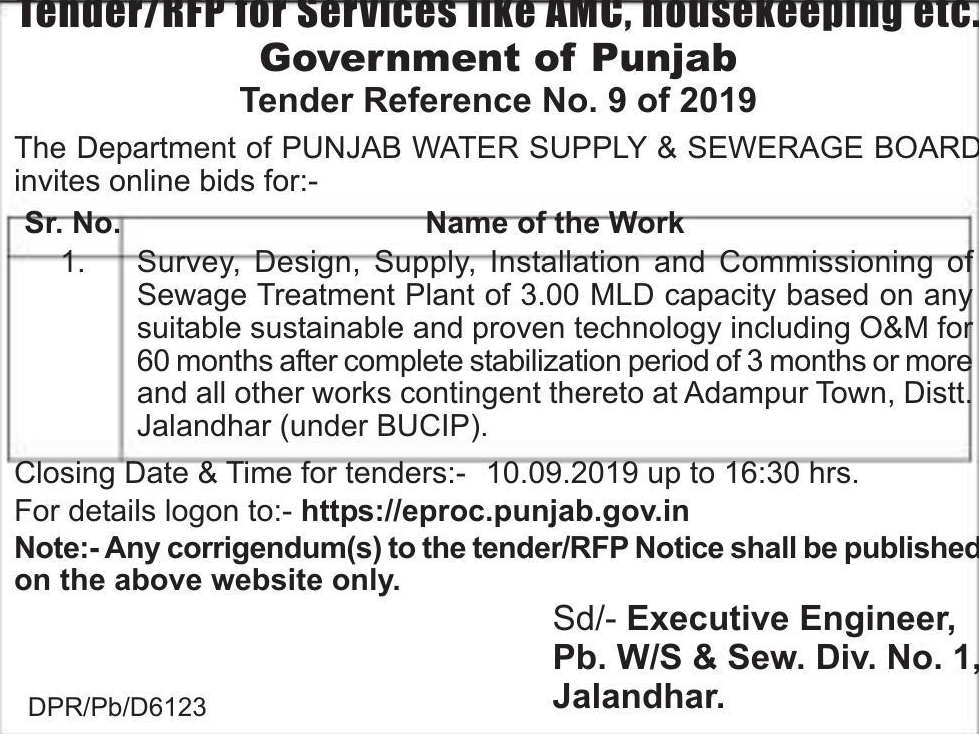 Tender/RFP for Services like AMC, housekeeping etc.
Government of Punjab
Tender Reference No. 9 of 2019
The Department of PUNJAB WATER SUPPLY & SEWERAGE BOARD
invites online bids for:-
Sr. No. Name of the Work
1. Survey, Design, Supply, Installation and Commissioning of
Sewage Treatment Plant of 3.00 MLD capacity based on any
suitable sustainable and proven technology including O&M for
60 months after complete stabilization period of 3 months or more
and all other works contingent thereto at Adampur Town, Distt.
Jalandhar (under BUCIP).
Closing Date & Time for tenders:- 10.09.2019 up to 16:30 hrs.
For details logon to:- https://eproc.punjab.gov.in
Note:- Any corrigendum(s) to the tender/RFP Notice shall be published
on the above website only.
Sd/- Executive Engineer,
Pb. W/S & Sew. Div. No. 1,
Jalandhar.
DPR/Pb/D6123